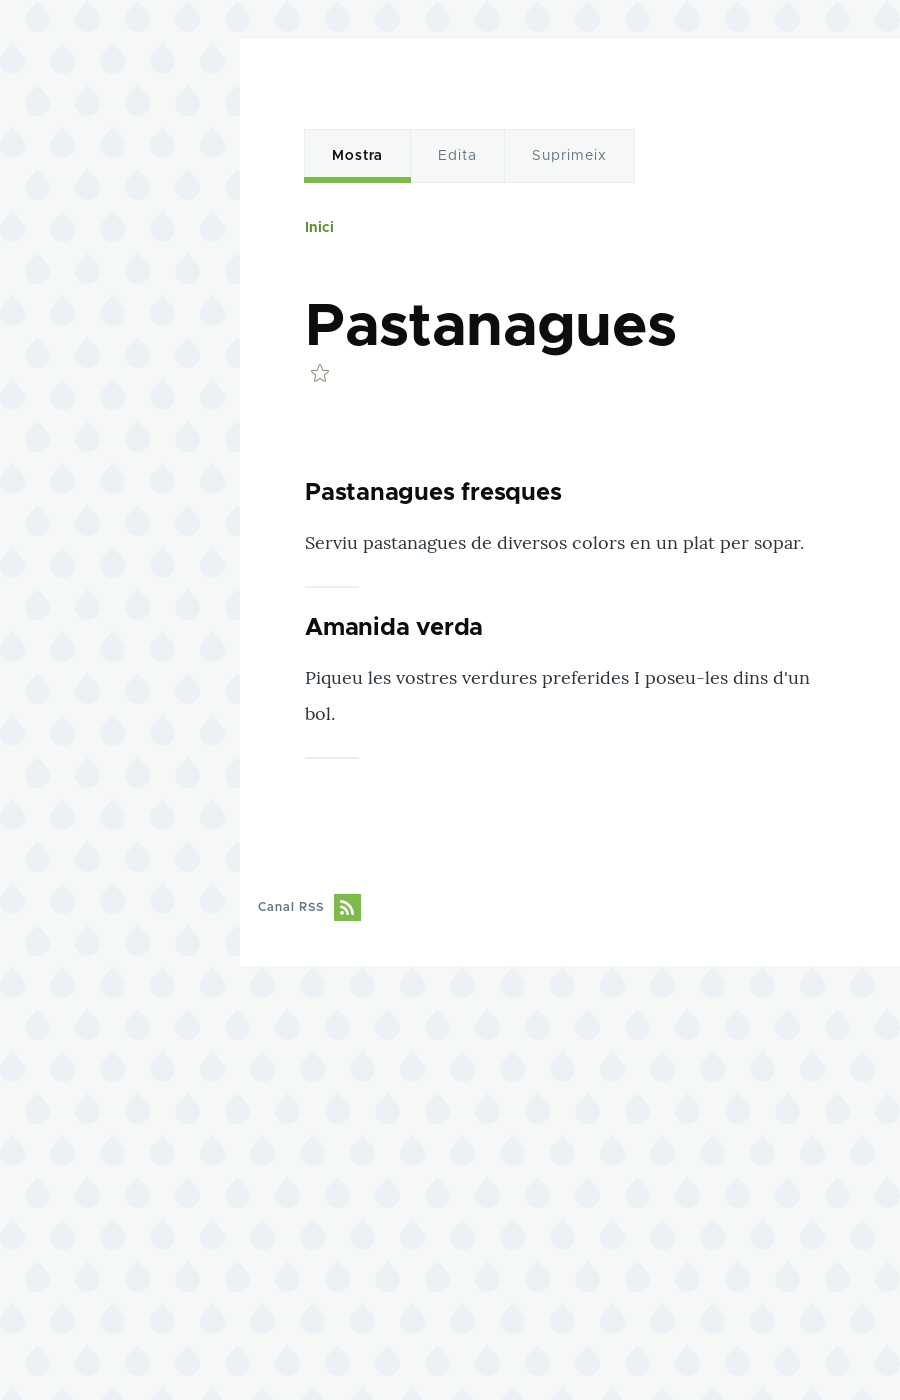 Mostra Edita Suprimeix
Inici
Pastanagues
Pastanagues fresques
Serviu pastanagues de diversos colors en un plat per sopar.
Amanida verda
Piqueu les vostres verdures preferides I poseu-les dins d'un
bol.
Canal RSS